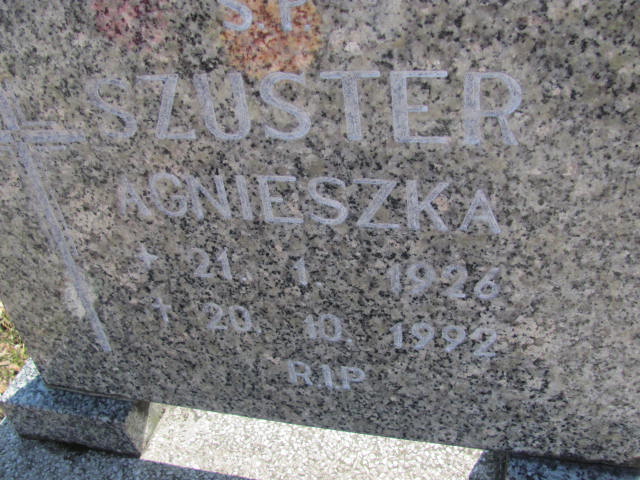 S.P.
SZUSTER
AGNIESZKA
* 21. 1. 1926
† 20. 10. 1992
R.I.P